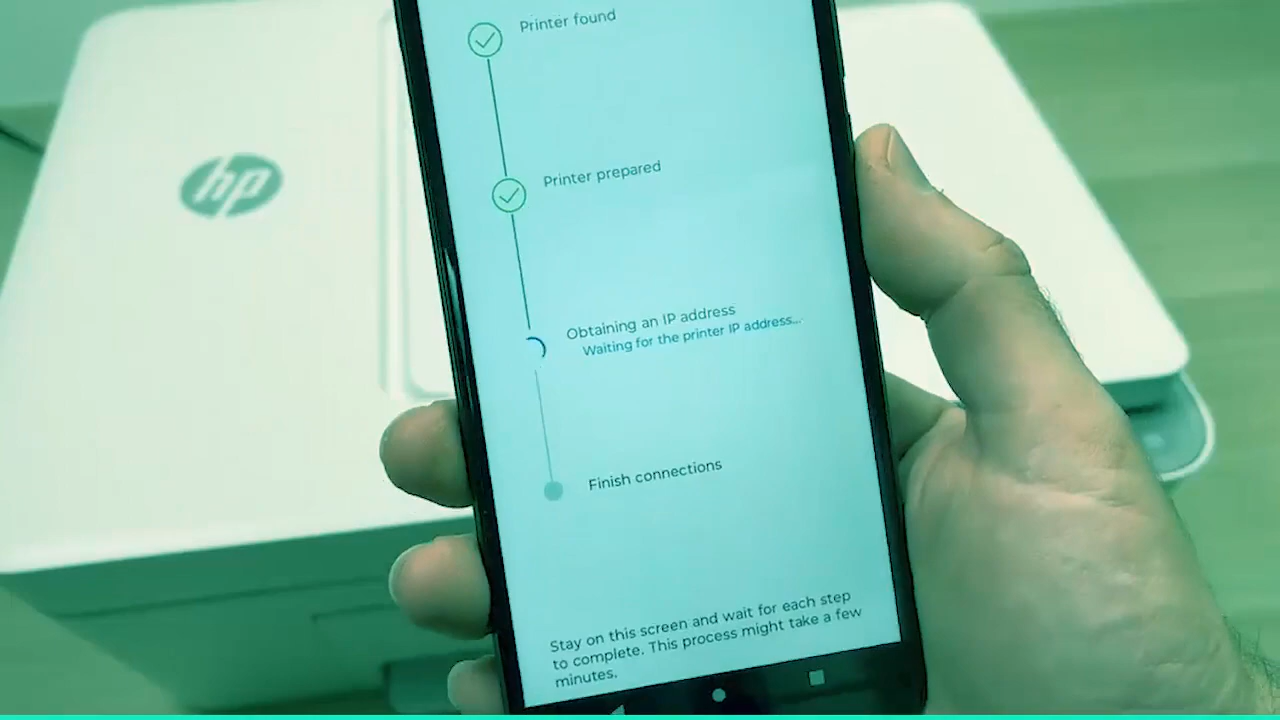 Printer found
hp
Printer prepared
Obtaining an IP address
Waiting for the printer IP address...
Finish connections
Stay on this screen and wait for each step
to complete. This process might take a few
minutes.